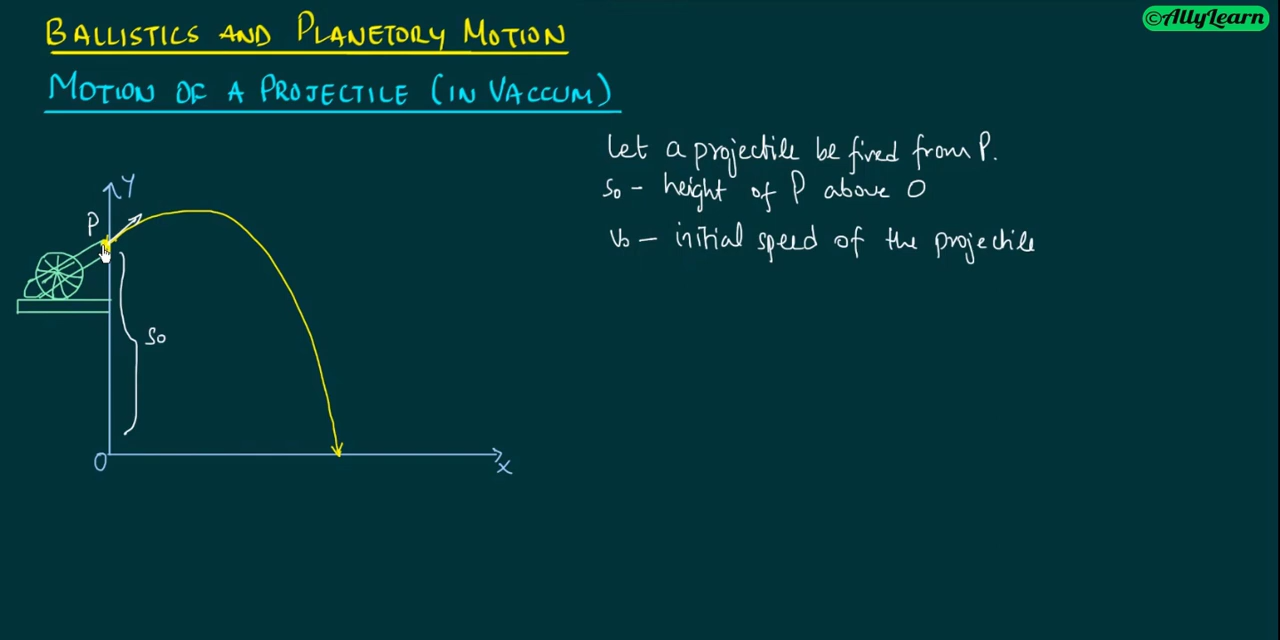 ©AllyLearn
BALLISTICS AND PLANETORY MOTION
MOTION OF A PROJECTILE (IN VACCUM)
Let a projectile be fired from P.
s₀ - height of P above O
v₀ - initial speed of the projectile
Y
P
s₀
O
X